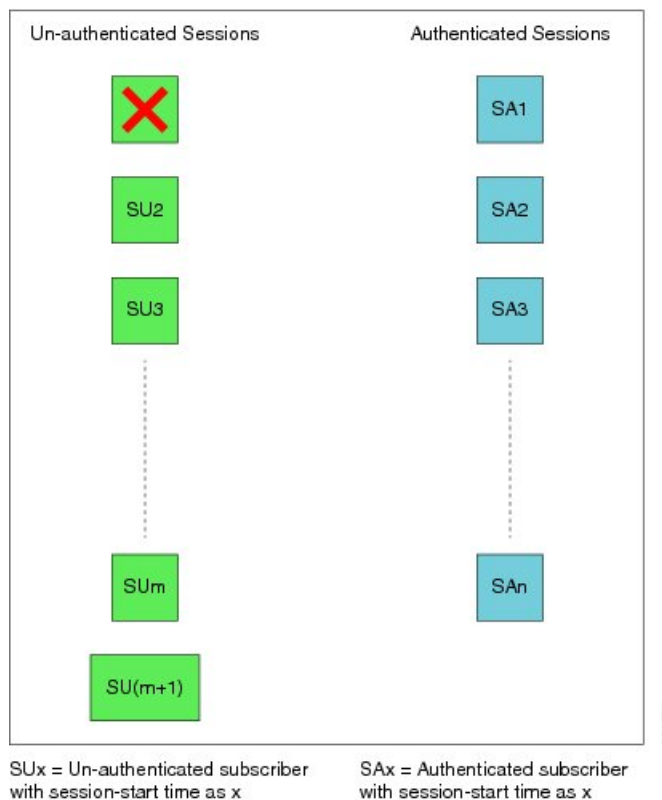 Un-authenticated Sessions
Authenticated Sessions
SA1
SU2
SA2
SU3
SA3
SUm
SAn
SU(m+1)
SUx = Un-authenticated subscriber
with session-start time as x
SAx = Authenticated subscriber
with session-start time as x